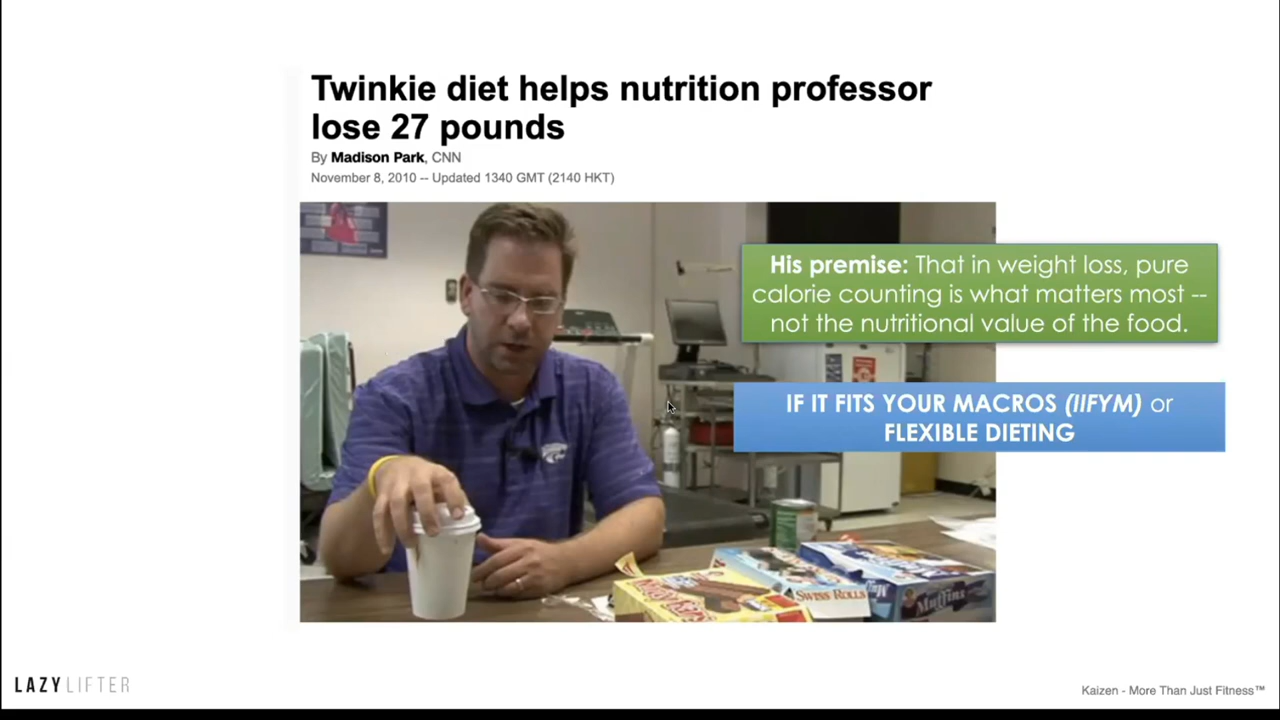 Twinkie diet helps nutrition professor
lose 27 pounds
By Madison Park, CNN
November 8, 2010 -- Updated 1340 GMT (2140 HKT)
His premise: That in weight loss, pure
calorie counting is what matters most --
not the nutritional value of the food.
IF IT FITS YOUR MACROS (IIFYM) or
FLEXIBLE DIETING
SWISS ROLLS
Muffins
LAZYLIFTER
Kaizen - More Than Just Fitness™